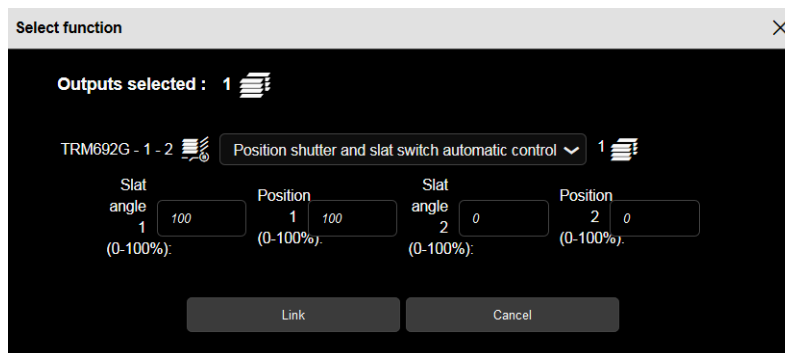 Select function
Outputs selected : 1
TRM692G - 1 - 2 Position shutter and slat switch automatic control 1
Slat
angle
1
(0-100%):
100
Position
1
(0-100%):
100
Slat
angle
2
(0-100%):
0
Position
2
(0-100%):
0
Link Cancel